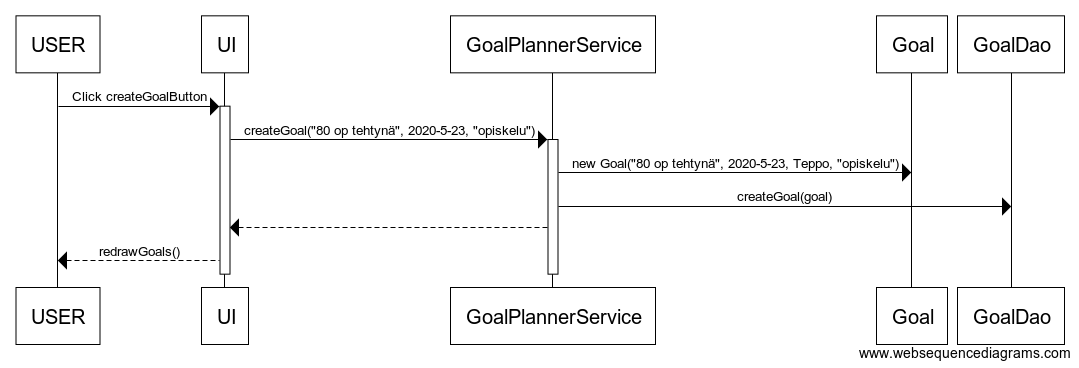 USER UI GoalPlannerService Goal GoalDao
Click createGoalButton
createGoal("80 op tehtynä", 2020-5-23, "opiskelu")
new Goal("80 op tehtynä", 2020-5-23, Teppo, "opiskelu")
createGoal(goal)
redrawGoals()
USER UI GoalPlannerService Goal GoalDao
www.websequencediagrams.com